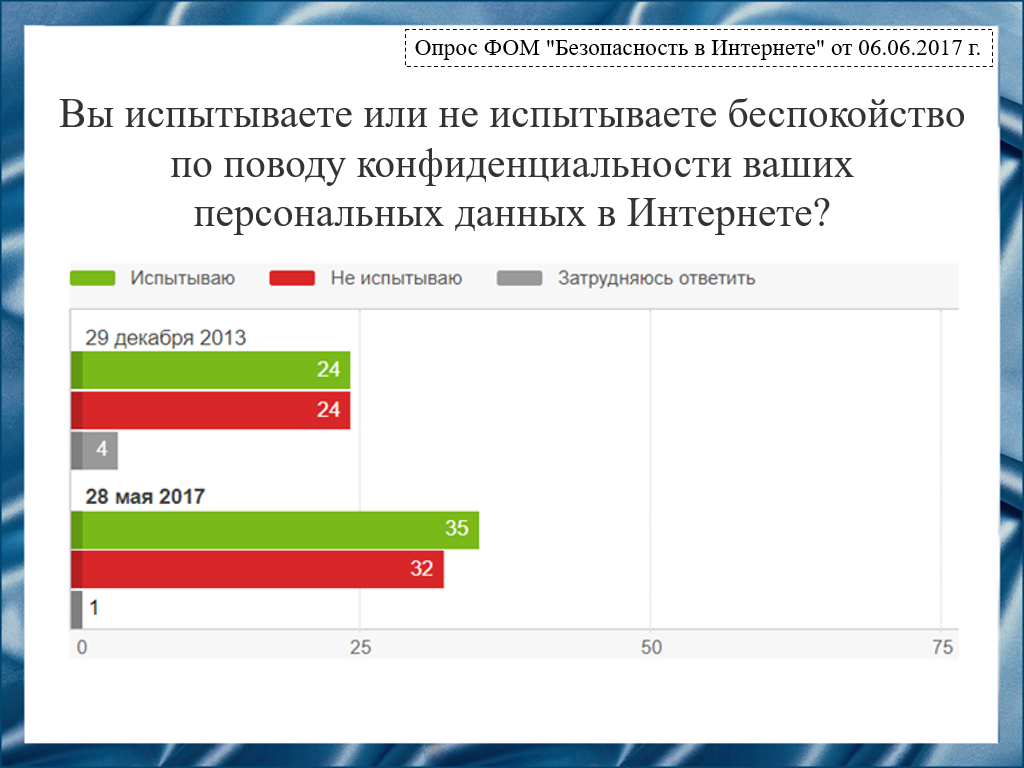 Опрос ФОМ "Безопасность в Интернете" от 06.06.2017 г.
Вы испытываете или не испытываете беспокойство
по поводу конфиденциальности ваших
персональных данных в Интернете?
Испытываю Не испытываю Затрудняюсь ответить
29 декабря 2013
24
24
4
28 мая 2017
35
32
1
0 25 50 75